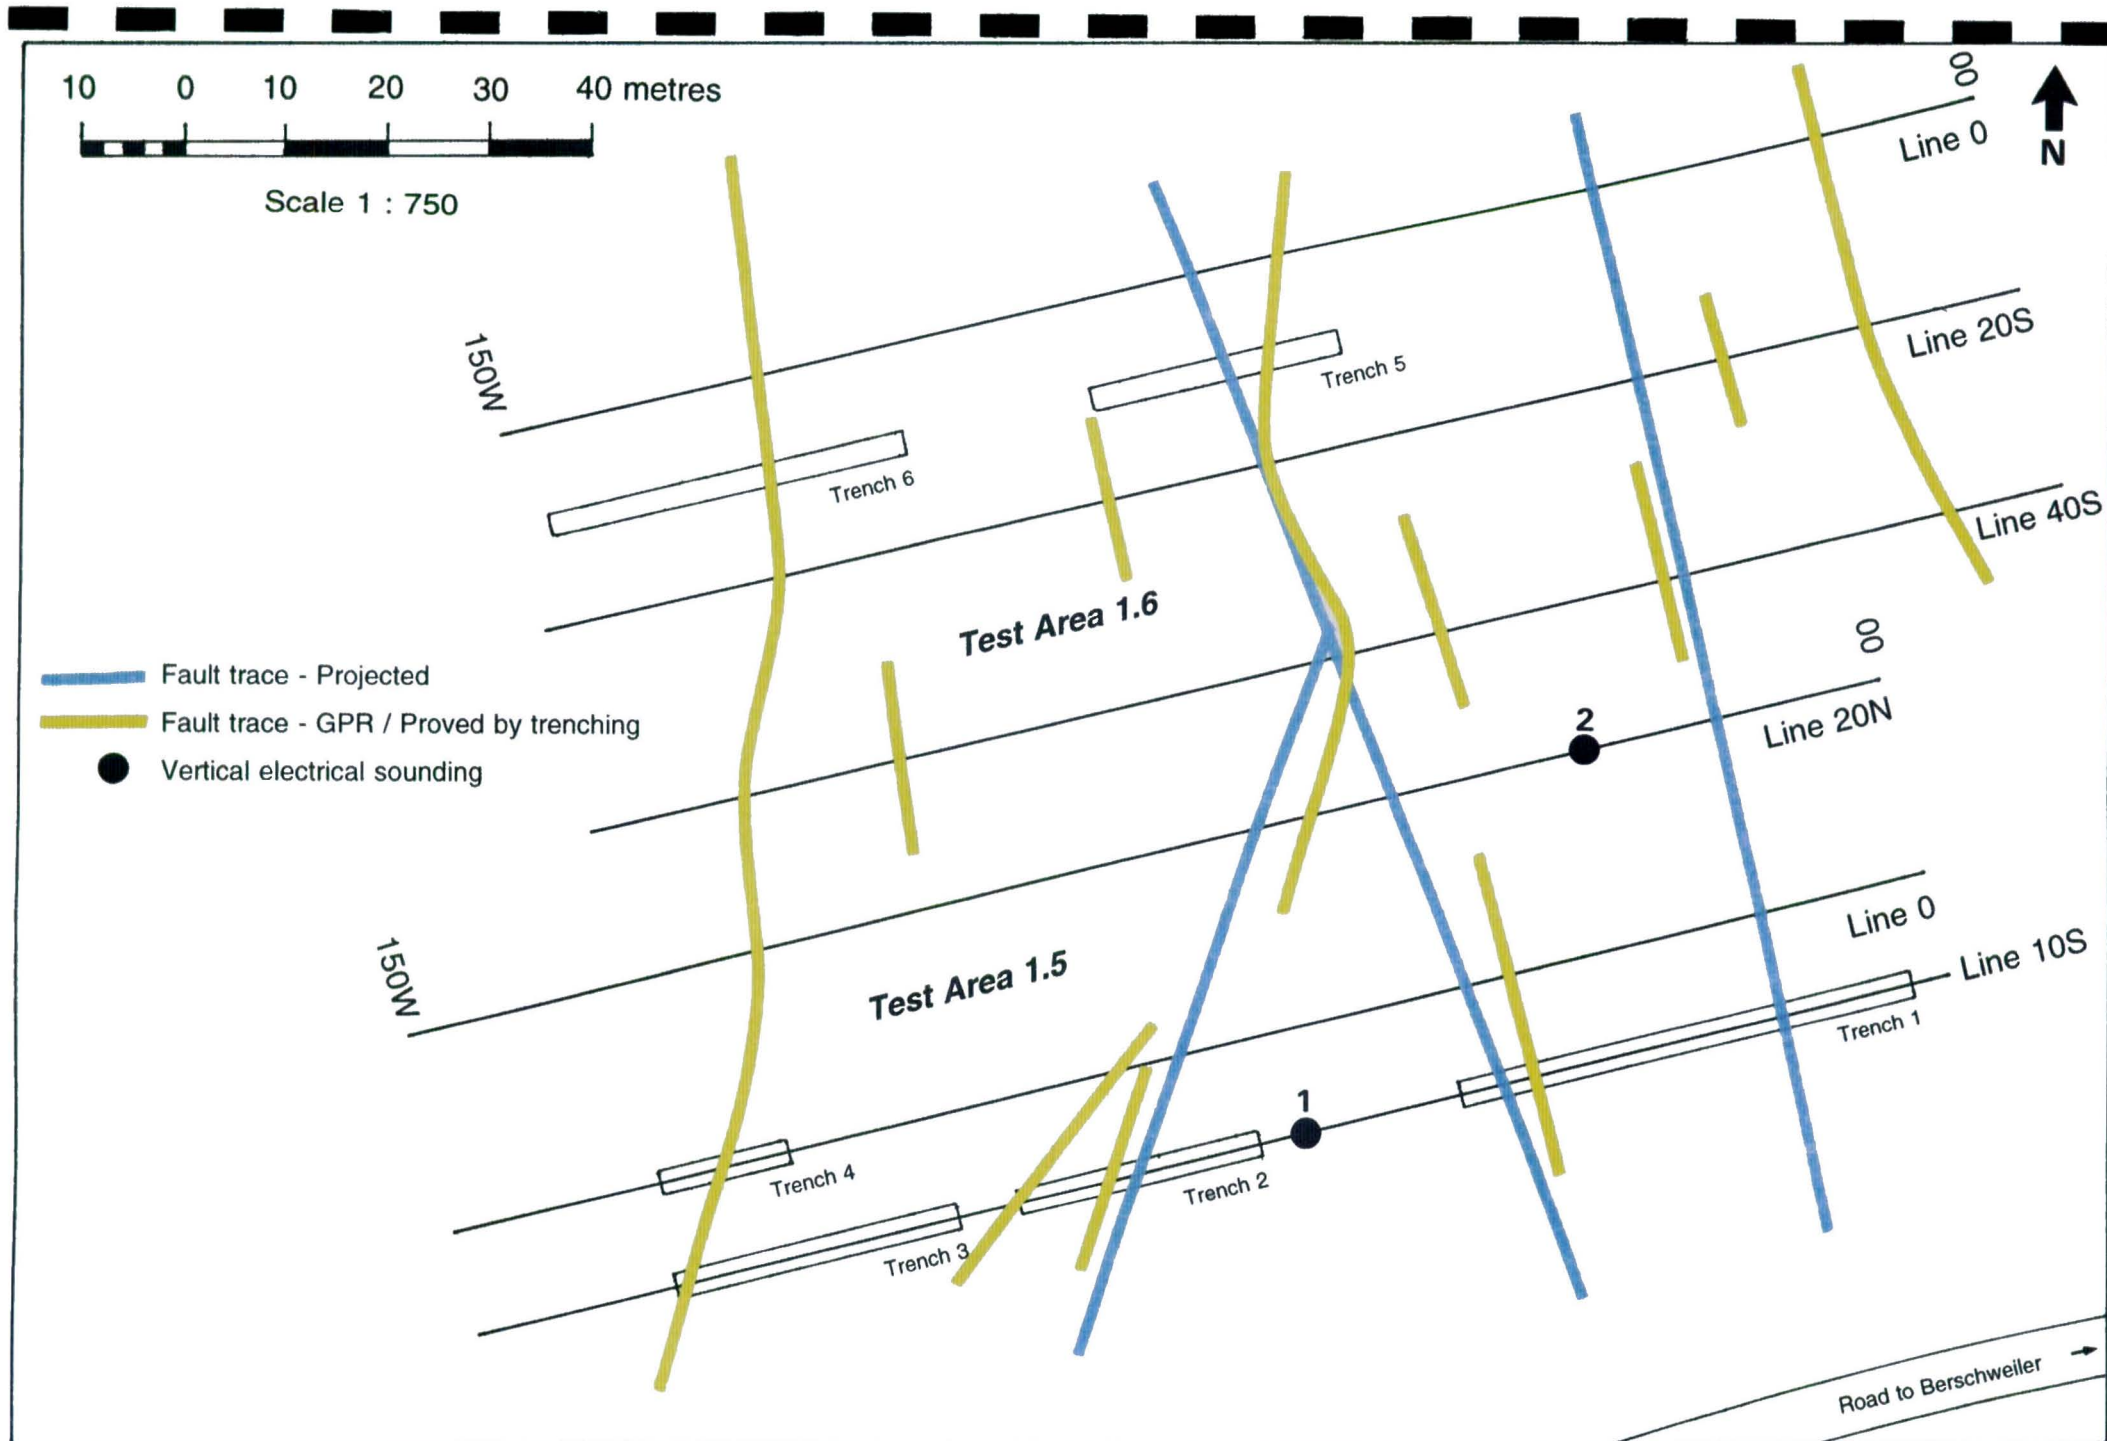 10 0 10 20 30 40 metres
Scale 1 : 750
00
Line 0
N
150W
Trench 5
Line 20S
Trench 6
Line 40S
Test Area 1.6
00
Fault trace - Projected
Fault trace - GPR / Proved by trenching
Vertical electrical sounding
2
Line 20N
150W
Test Area 1.5
Line 0
Line 10S
Trench 1
1
Trench 4
Trench 2
Trench 3
Road to Berschweiler